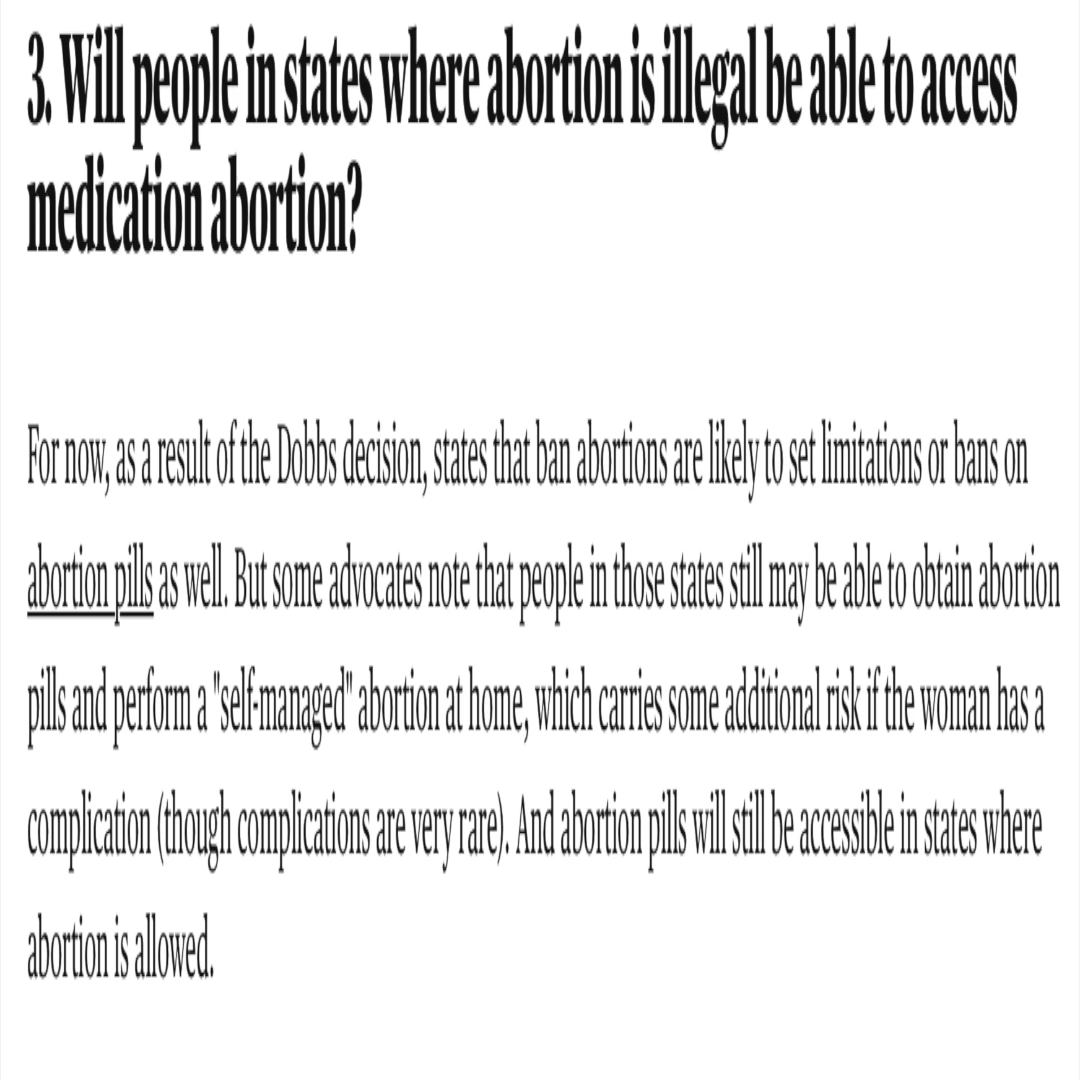 3. Will people in states where abortion is illegal be able to access
medication abortion?
For now, as a result of the Dobbs decision, states that ban abortions are likely to set limitations or bans on
abortion pills as well. But some advocates note that people in those states still may be able to obtain abortion
pills and perform a "self-managed" abortion at home, which carries some additional risk if the woman has a
complication (though complications are very rare). And abortion pills will still be accessible in states where
abortion is allowed.